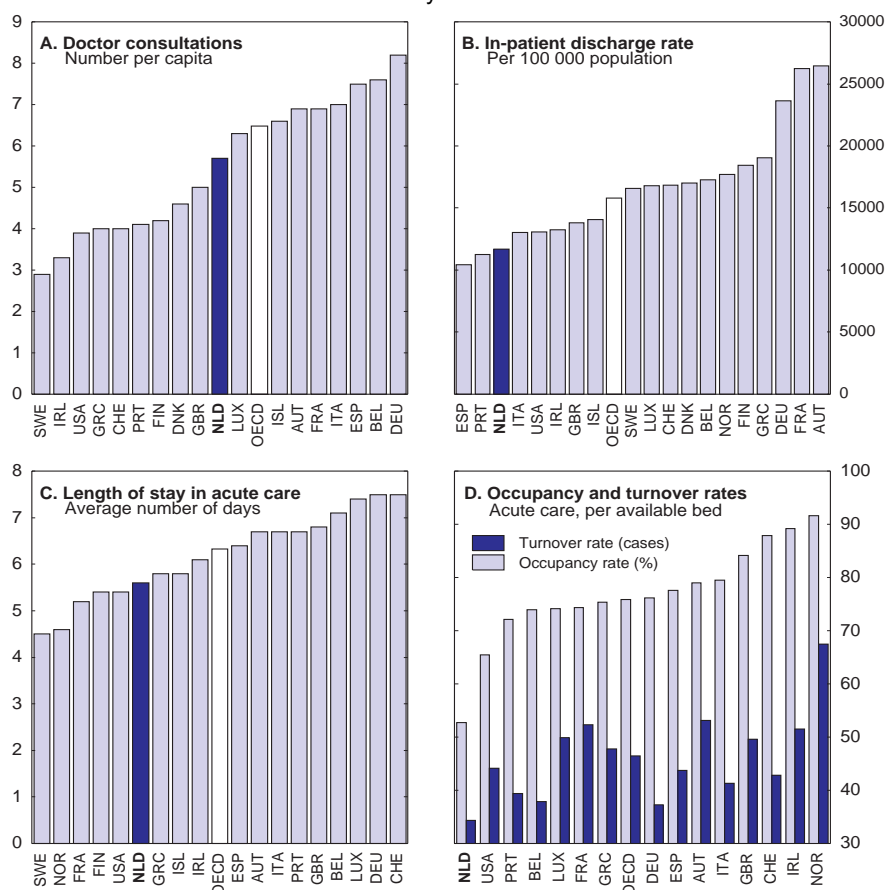 A. Doctor consultations
Number per capita
9
8
7
6
5
4
3
2
1
0
SWE IRL USA GRC CHE PRT FIN DNK GBR NLD LUX OECD ISL AUT FRA ITA ESP BEL DEU
B. In-patient discharge rate
Per 100 000 population
30000
25000
20000
15000
10000
5000
0
ESP PRT NLD ITA USA IRL GBR ISL OECD SWE LUX CHE DNK BEL NOR FIN GRC DEU FRA AUT
C. Length of stay in acute care
Average number of days
8
7
6
5
4
3
2
1
0
SWE NOR FRA FIN USA NLD GRC ISL IRL OECD ESP AUT ITA PRT GBR BEL LUX DEU CHE
D. Occupancy and turnover rates
Acute care, per available bed
Turnover rate (cases)
Occupancy rate (%)
100
90
80
70
60
50
40
30
NLD USA PRT BEL LUX FRA GRC OECD DEU ESP AUT ITA GBR CHE IRL NOR